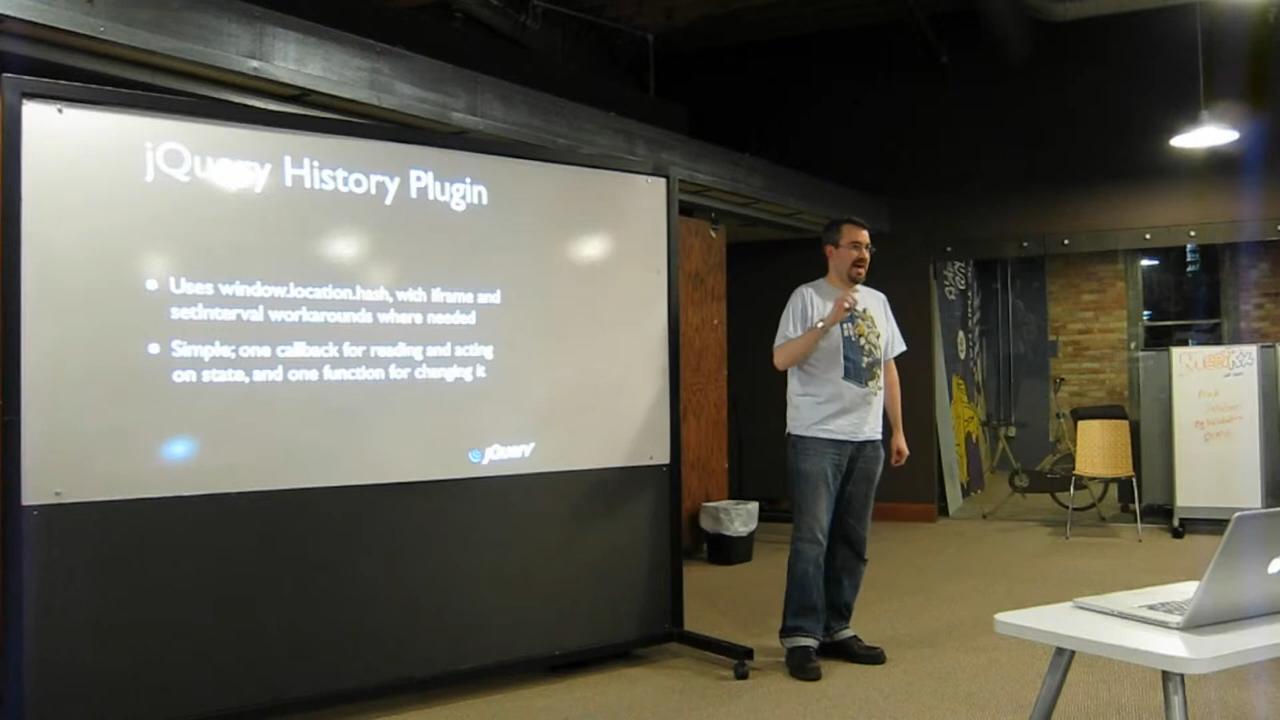 jQuery History Plugin
Uses window.location.hash, with iframe and
setInterval workarounds where needed
Simple; one callback for reading and acting
on state, and one function for changing it
jQuery